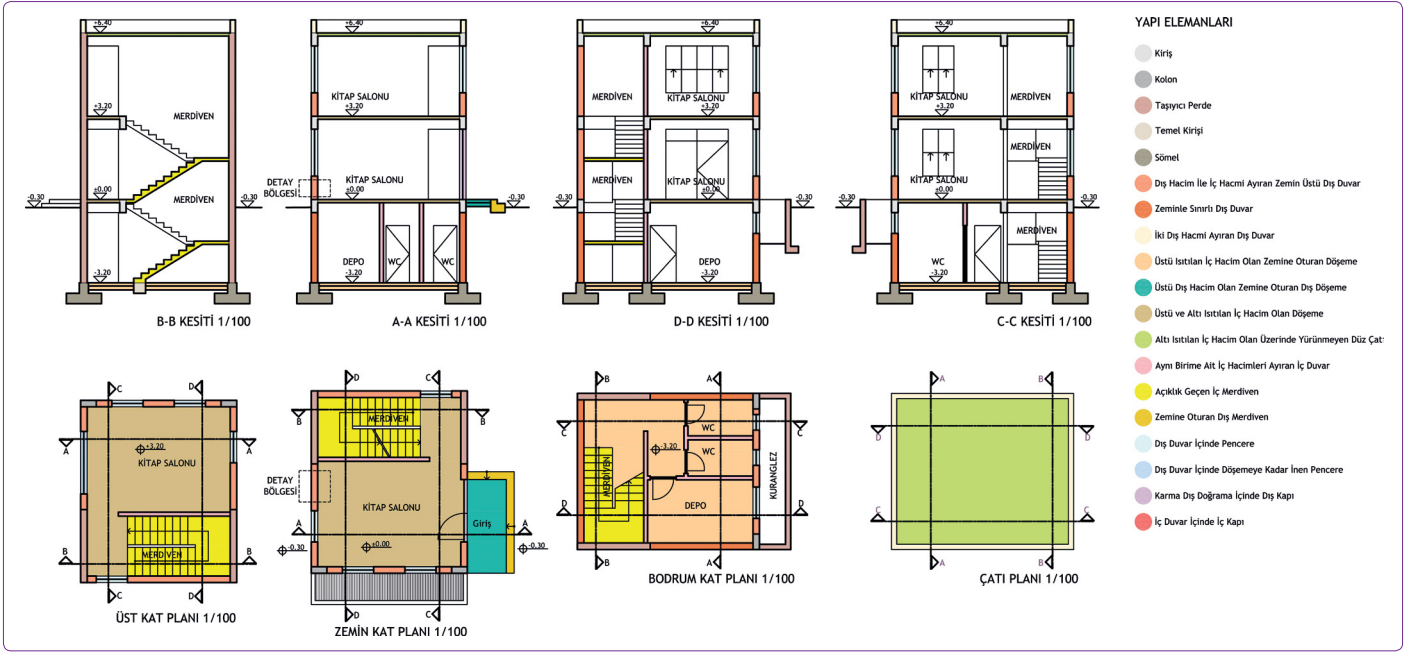 +6.40
+3.20
MERDİVEN
-0.30
±0.00
-0.30
MERDİVEN
-3.20
B-B KESİTİ 1/100
+6.40
KİTAP SALONU
+3.20
DETAY
BÖLGESİ
KİTAP SALONU
±0.00
-0.30
DEPO
WC
WC
-3.20
A-A KESİTİ 1/100
+6.40
MERDİVEN
KİTAP SALONU
+3.20
MERDİVEN
KİTAP SALONU
±0.00
-0.30
DEPO
-3.20
D-D KESİTİ 1/100
+6.40
KİTAP SALONU
MERDİVEN
+3.20
MERDİVEN
KİTAP SALONU
±0.00
-0.30
-0.30
MERDİVEN
WC
-3.20
C-C KESİTİ 1/100
YAPI ELEMANLARI
Kiriş
Kolon
Taşıyıcı Perde
Temel Kirişi
Sömel
Dış Hacim İle İç Hacmi Ayıran Zemin Üstü Dış Duvar
Zeminle Sınırlı Dış Duvar
İki Dış Hacmi Ayıran Dış Duvar
Üstü Isıtılan İç Hacim Olan Zemine Oturan Döşeme
Üstü Dış Hacim Olan Zemine Oturan Dış Döşeme
Üstü ve Altı Isıtılan İç Hacim Olan Döşeme
Altı Isıtılan İç Hacim Olan Üzerinde Yürünmeyen Düz Çat
Aynı Birime Ait İç Hacimleri Ayıran İç Duvar
Açıklık Geçen İç Merdiven
Zemine Oturan Dış Merdiven
Dış Duvar İçinde Pencere
Dış Duvar İçinde Döşemeye Kadar İnen Pencere
Karma Dış Doğrama İçinde Dış Kapı
İç Duvar İçinde İç Kapı
C D
A A
+3.20
KİTAP SALONU
B B
MERDİVEN
C D
ÜST KAT PLANI 1/100
D C
B B
MERDİVEN
DETAY
BÖLGESİ
KİTAP SALONU
A A
Giriş
-0.30
±0.00
-0.30
D C
ZEMİN KAT PLANI 1/100
B A
C C
WC
-3.20
WC
MERDİVEN
KURANGLEZ
D D
DEPO
B A
BODRUM KAT PLANI 1/100
A B
D D
C C
A B
ÇATI PLANI 1/100